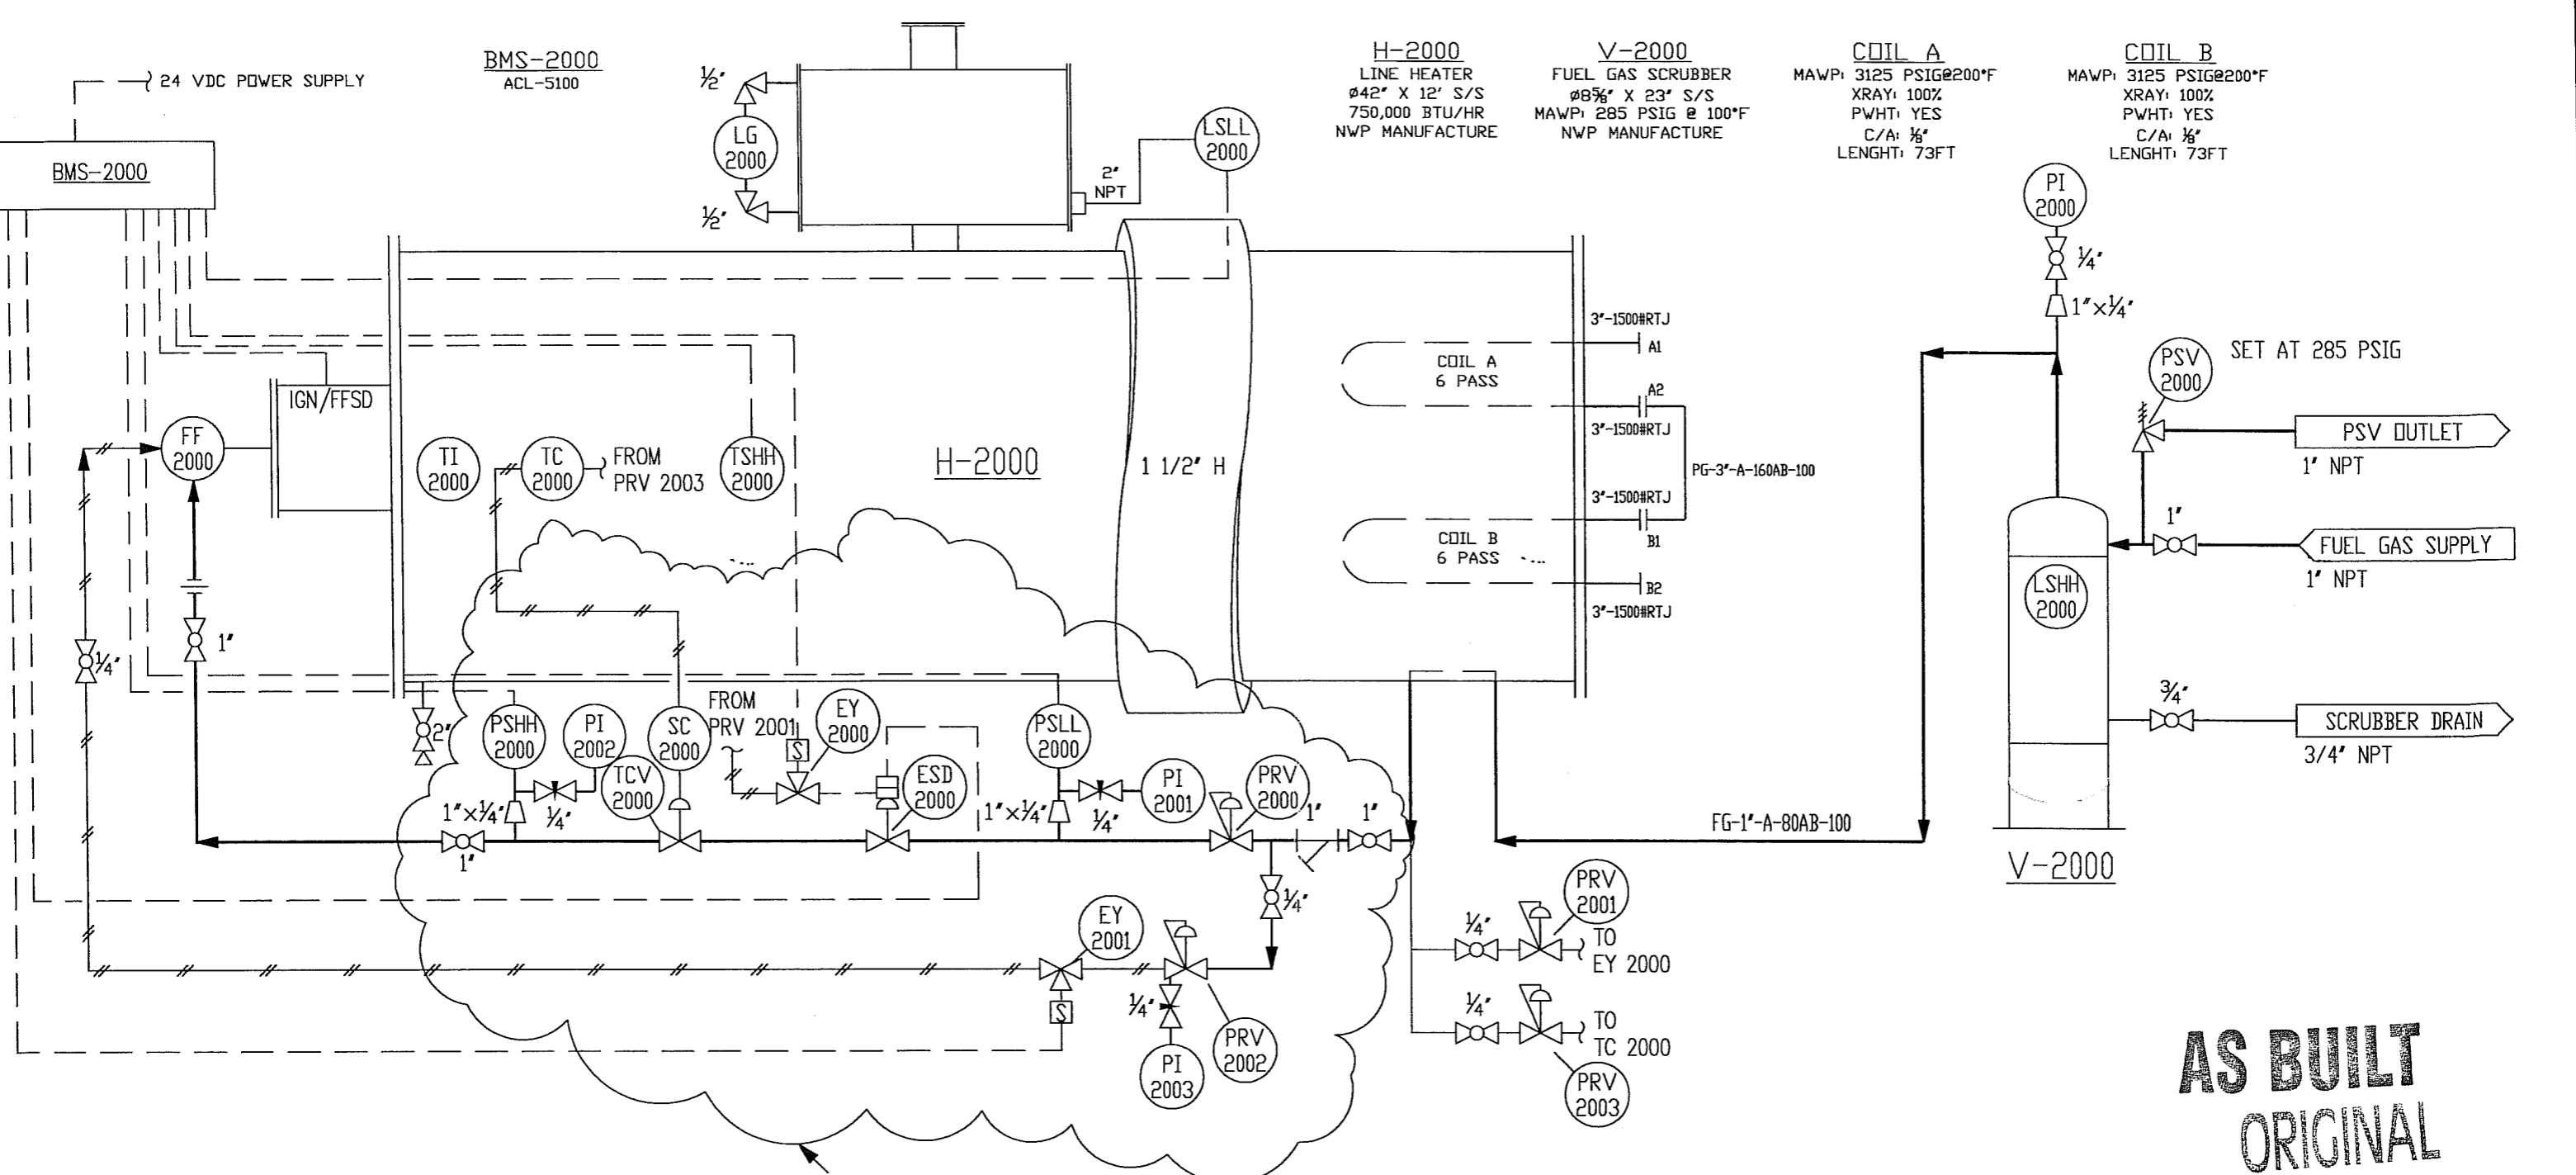 24 VDC POWER SUPPLY
BMS-2000
BMS-2000
ACL-5100
H-2000
LINE HEATER
ø42" X 12' S/S
750,000 BTU/HR
NWP MANUFACTURE
V-2000
FUEL GAS SCRUBBER
ø8⅝" X 23" S/S
MAWP: 285 PSIG @ 100°F
NWP MANUFACTURE
COIL A
MAWP: 3125 PSIG@200°F
XRAY: 100%
PWHT: YES
C/A: ⅛"
LENGHT: 73FT
COIL B
MAWP: 3125 PSIG@200°F
XRAY: 100%
PWHT: YES
C/A: ⅛"
LENGHT: 73FT
½"
LG
2000
½"
LSLL
2000
2"
NPT
PI
2000
¼"
1"×¼"
PSV
2000
SET AT 285 PSIG
PSV OUTLET
1" NPT
1"
FUEL GAS SUPPLY
1" NPT
LSHH
2000
¾"
SCRUBBER DRAIN
3/4" NPT
V-2000
IGN/FFSD
FF
2000
TI
2000
TC
2000
FROM
PRV 2003
TSHH
2000
H-2000
1 1/2" H
COIL A
6 PASS
3"-1500#RTJ
A1
A2
3"-1500#RTJ
PG-3"-A-160AB-100
3"-1500#RTJ
COIL B
6 PASS
B1
B2
3"-1500#RTJ
1"
¼"
2"
PSHH
2000
PI
2002
SC
2000
FROM
PRV 2001
EY
2000
S
TCV
2000
ESD
2000
1"×¼"
¼"
1"
PSLL
2000
PI
2001
PRV
2000
1"×¼"
¼"
1"
1"
FG-1"-A-80AB-100
¼"
EY
2001
S
¼"
PI
2003
PRV
2002
PRV
2001
¼"
TO
EY 2000
¼"
TO
TC 2000
PRV
2003
AS BUILT
ORIGINAL